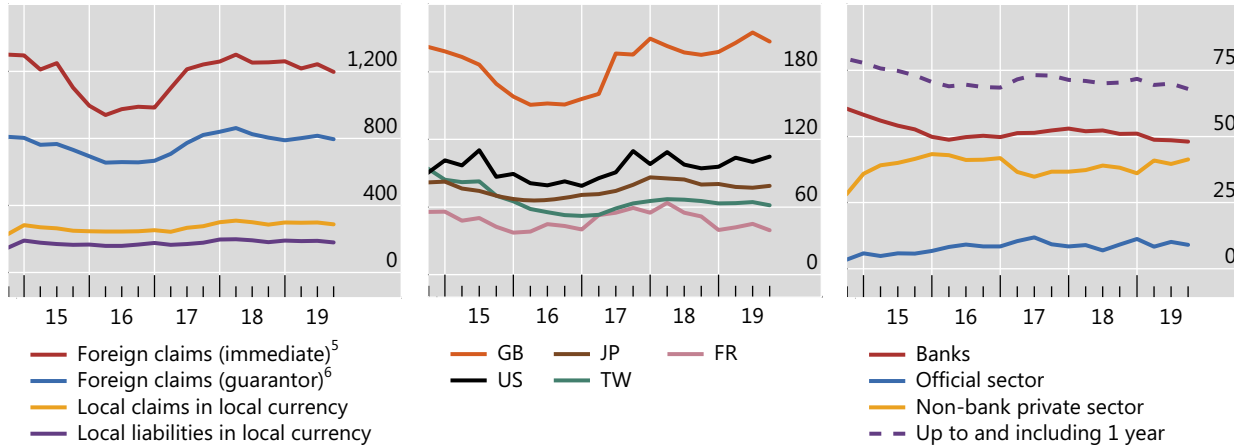 1,200
800
400
0
15 16 17 18 19
Foreign claims (immediate)5
Foreign claims (guarantor)6
Local claims in local currency
Local liabilities in local currency
180
120
60
0
15 16 17 18 19
GB JP FR
US TW
75
50
25
0
15 16 17 18 19
Banks
Official sector
Non-bank private sector
Up to and including 1 year